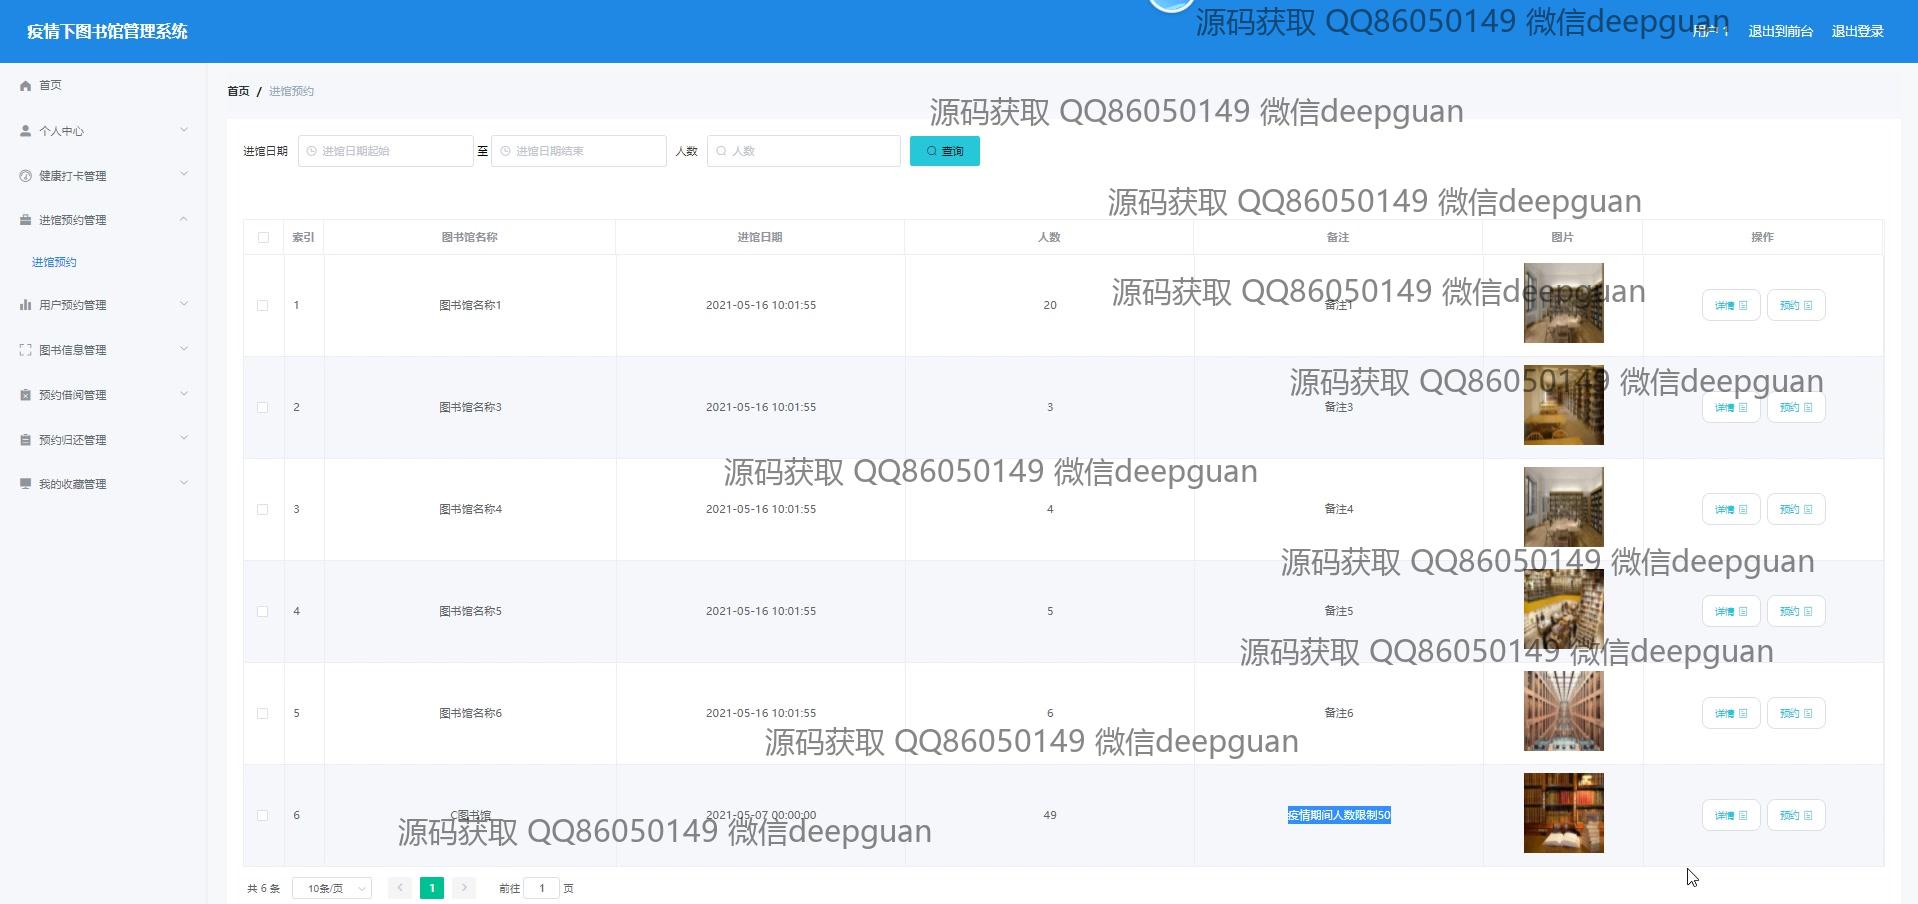 疫情下图书馆管理系统
源码获取 QQ86050149 微信deepguan
用户 1 退出到前台 退出登录
首页
个人中心
健康打卡管理
进馆预约管理
进馆预约
用户预约管理
图书信息管理
预约借阅管理
预约归还管理
我的收藏管理
首页 / 进馆预约
源码获取 QQ86050149 微信deepguan
进馆日期 进馆日期起始 至 进馆日期结束 人数 人数 查询
源码获取 QQ86050149 微信deepguan
索引 图书馆名称 进馆日期 人数 备注 图片 操作
源码获取 QQ86050149 微信deepguan
1 图书馆名称1 2021-05-16 10:01:55 20 备注1 详情 预约
源码获取 QQ86050149 微信deepguan
2 图书馆名称3 2021-05-16 10:01:55 3 备注3 详情 预约
源码获取 QQ86050149 微信deepguan
3 图书馆名称4 2021-05-16 10:01:55 4 备注4 详情 预约
源码获取 QQ86050149 微信deepguan
4 图书馆名称5 2021-05-16 10:01:55 5 备注5 详情 预约
源码获取 QQ86050149 微信deepguan
5 图书馆名称6 2021-05-16 10:01:55 6 备注6 详情 预约
源码获取 QQ86050149 微信deepguan
6 C图书馆 2021-05-07 00:00:00 49 疫情期间人数限制50 详情 预约
源码获取 QQ86050149 微信deepguan
共 6 条 10条/页 1 前往 1 页